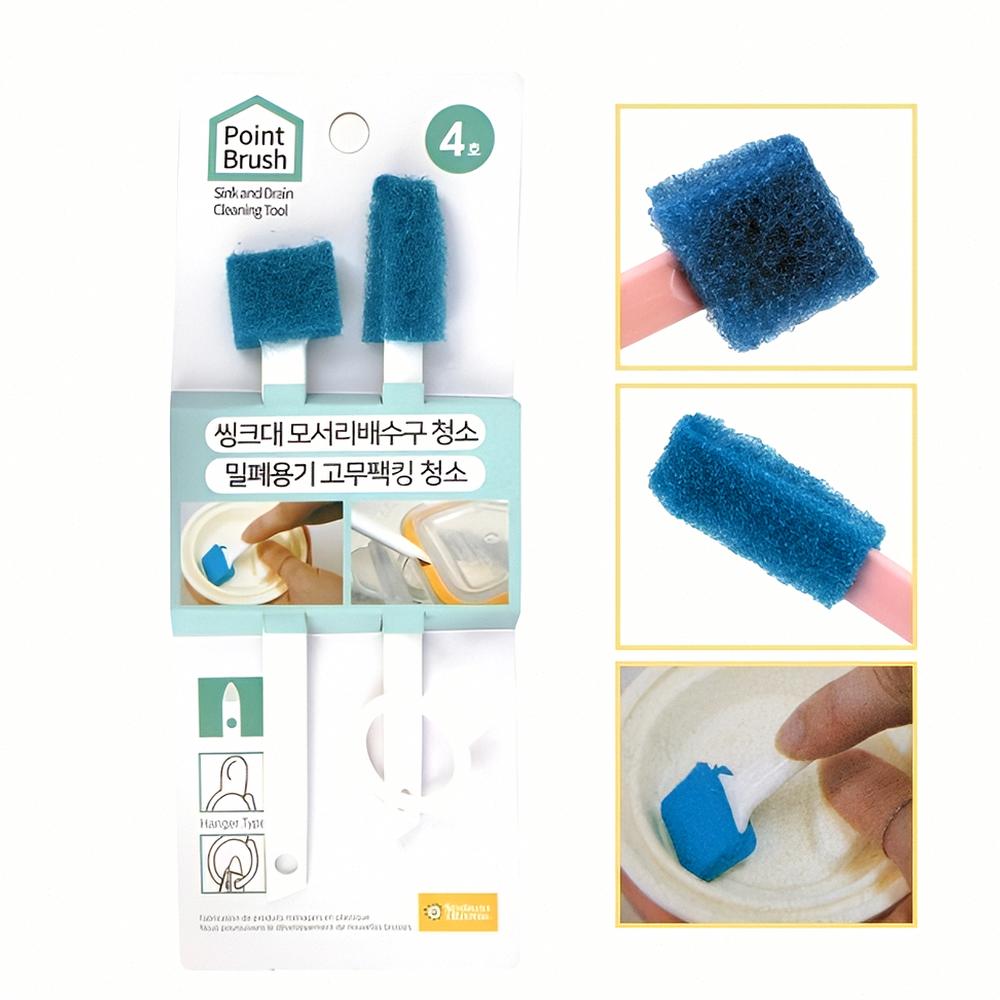 Point
Brush
Sink and Drain
Cleaning Tool
4호
씽크대 모서리배수구 청소
밀폐용기 고무팩킹 청소
Hanger Type